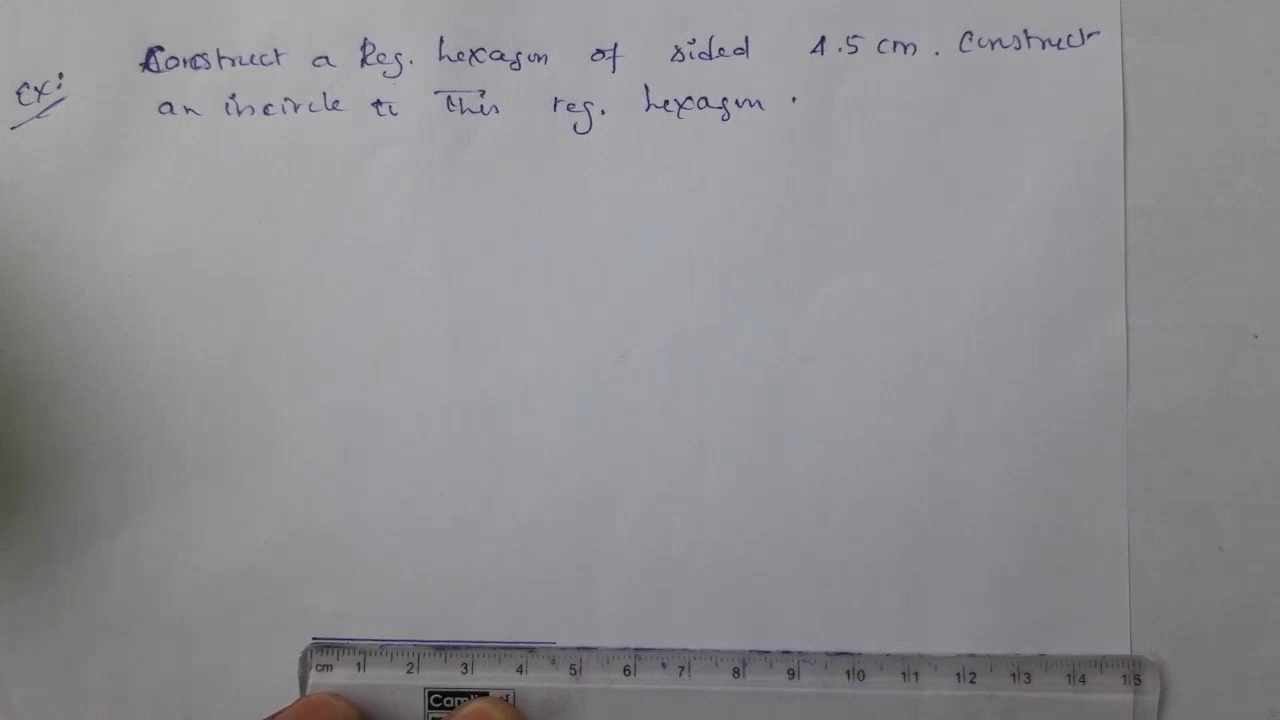 Ex: Construct a Reg. hexagon of sided 4.5 cm. Construct
an incircle to this reg. hexagon.
cm 1 2 3 4 5 6 7 8 9 10 11 12 13 14 15